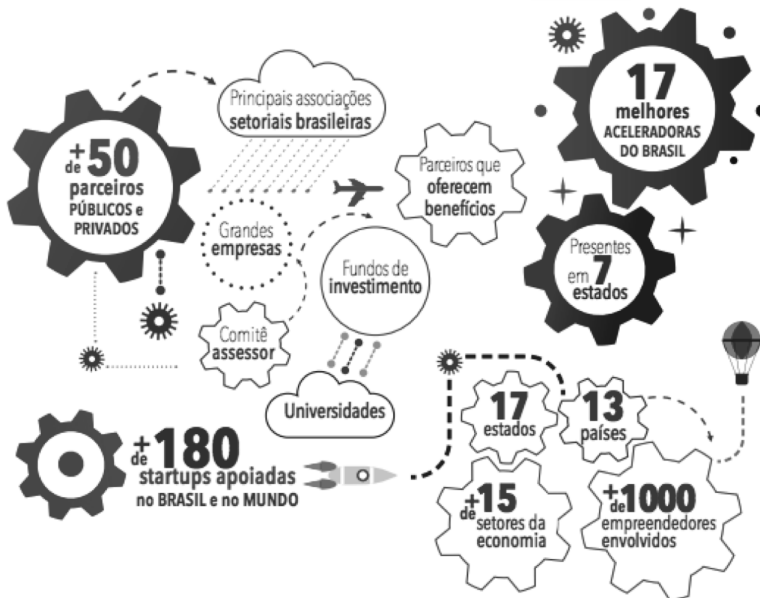 + de 50
parceiros
PÚBLICOS e
PRIVADOS
Principais associações
setoriais brasileiras
Grandes
empresas
Comitê
assessor
Parceiros que
oferecem
benefícios
Fundos de
investimento
Universidades
17
melhores
ACELERADORAS
DO BRASIL
Presentes
em 7
estados
+ de 180
startups apoiadas
no BRASIL e no MUNDO
17
estados
13
países
+ de 15
setores da
economia
+ de 1000
empreendedores
envolvidos